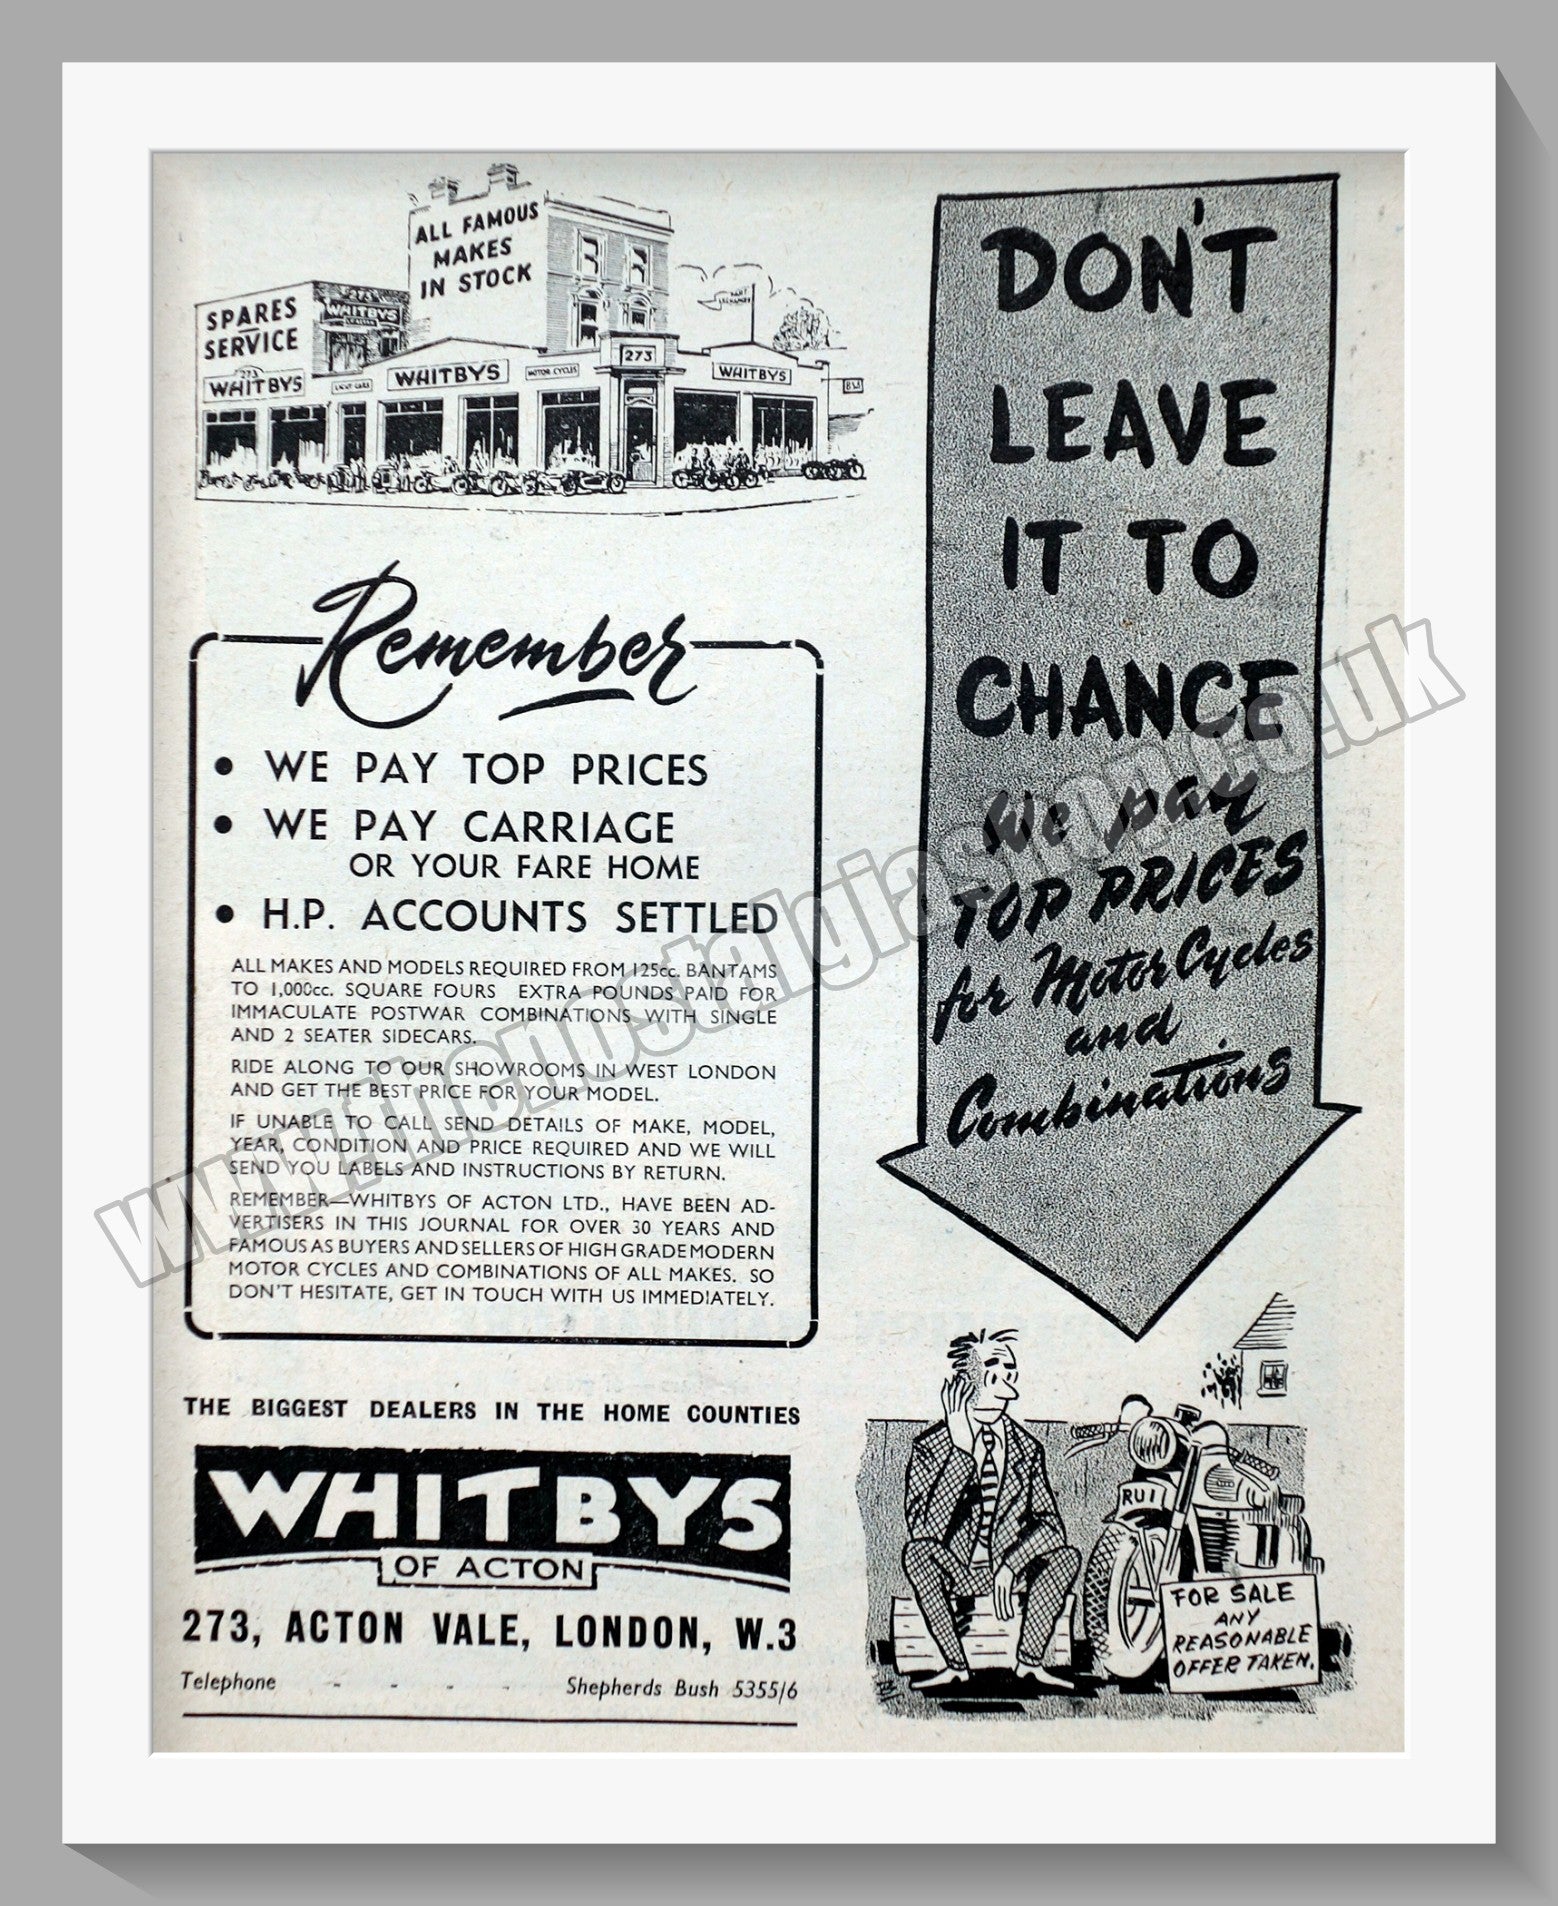 ALL FAMOUS
MAKES
IN STOCK
SPARES
SERVICE
WHITBYS
273
WHITBYS
LIGHT CARS
WHITBYS
MOTOR CYCLES
273
WHITBYS
PART
EXCHANGE
Remember
• WE PAY TOP PRICES
• WE PAY CARRIAGE
OR YOUR FARE HOME
• H.P. ACCOUNTS SETTLED
ALL MAKES AND MODELS REQUIRED FROM 125cc. BANTAMS
TO 1,000cc. SQUARE FOURS EXTRA POUNDS PAID FOR
IMMACULATE POSTWAR COMBINATIONS WITH SINGLE
AND 2 SEATER SIDECARS.
RIDE ALONG TO OUR SHOWROOMS IN WEST LONDON
AND GET THE BEST PRICE FOR YOUR MODEL.
IF UNABLE TO CALL SEND DETAILS OF MAKE, MODEL,
YEAR, CONDITION AND PRICE REQUIRED AND WE WILL
SEND YOU LABELS AND INSTRUCTIONS BY RETURN.
REMEMBER—WHITBYS OF ACTON LTD., HAVE BEEN AD-
VERTISERS IN THIS JOURNAL FOR OVER 30 YEARS AND
FAMOUS AS BUYERS AND SELLERS OF HIGH GRADE MODERN
MOTOR CYCLES AND COMBINATIONS OF ALL MAKES. SO
DON'T HESITATE, GET IN TOUCH WITH US IMMEDIATELY.
THE BIGGEST DEALERS IN THE HOME COUNTIES
WHITBYS
OF ACTON
273, ACTON VALE, LONDON, W.3
Telephone - - - - Shepherds Bush 5355/6
DON'T
LEAVE
IT TO
CHANCE
We pay
TOP PRICES
for Motor Cycles
and
Combinations
RU1
FOR SALE
ANY
REASONABLE
OFFER TAKEN.
www.thenostalgiashop.co.uk